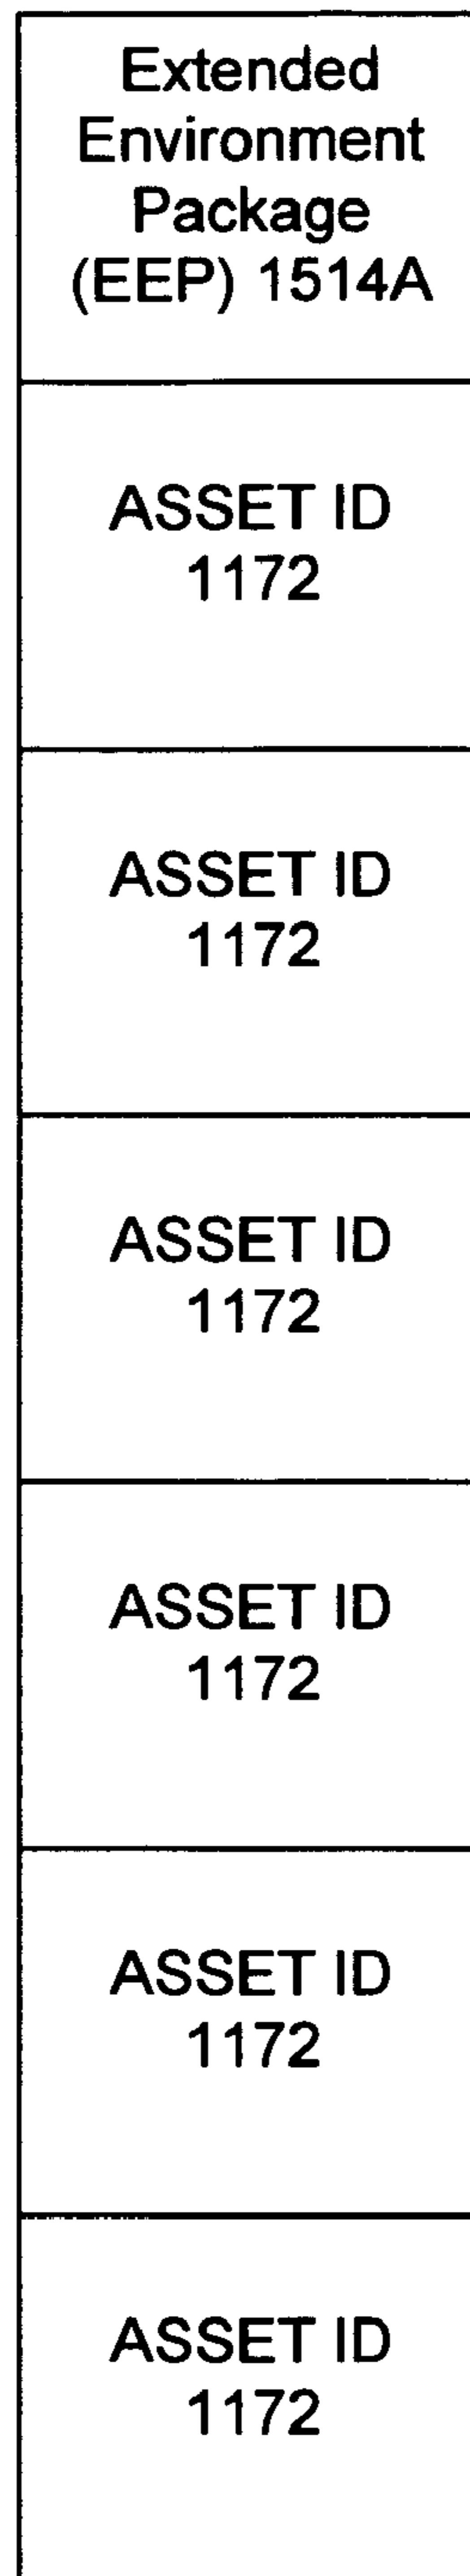 Extended
Environment
Package
(EEP) 1514A
ASSET ID
1172
ASSET ID
1172
ASSET ID
1172
ASSET ID
1172
ASSET ID
1172
ASSET ID
1172